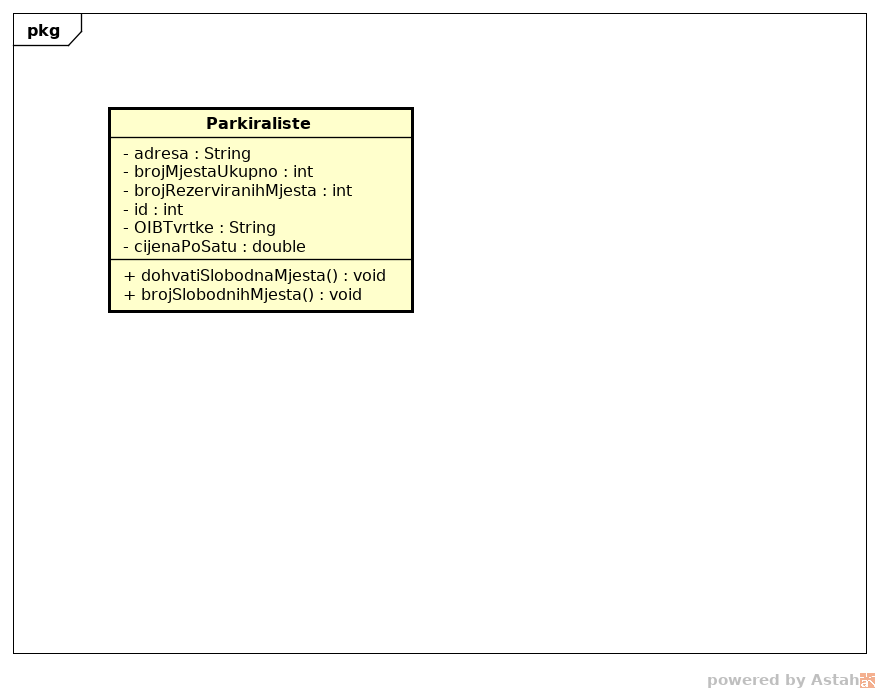 pkg
Parkiraliste
- adresa : String
- brojMjestaUkupno : int
- brojRezerviranihMjesta : int
- id : int
- OIBTvrtke : String
- cijenaPoSatu : double
+ dohvatiSlobodnaMjesta() : void
+ brojSlobodnihMjesta() : void
powered by Astah